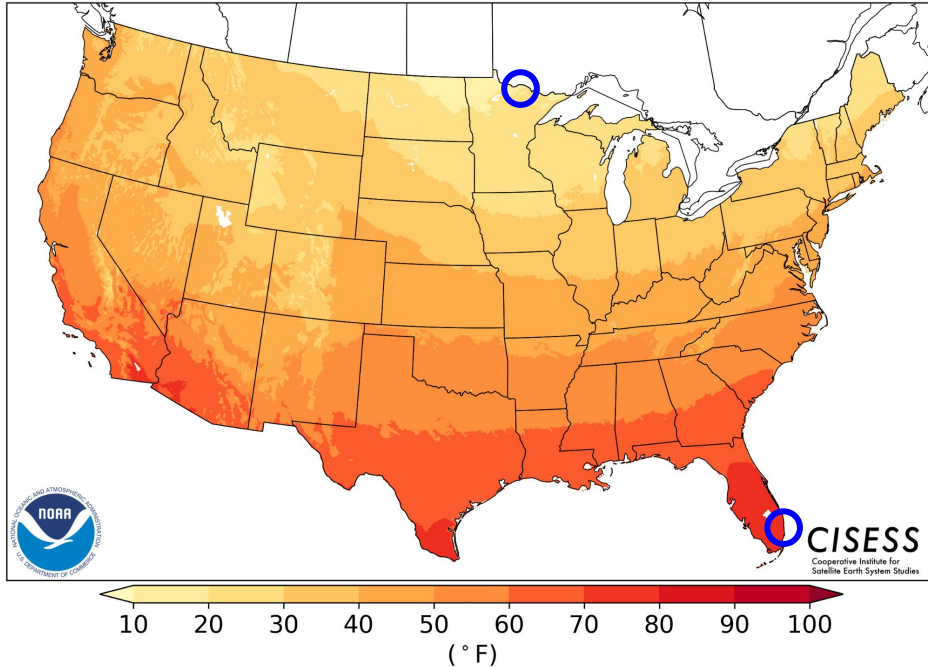 NATIONAL OCEANIC AND ATMOSPHERIC ADMINISTRATION
NOAA
U.S. DEPARTMENT OF COMMERCE
CISESS
Cooperative Institute for
Satellite Earth System Studies
10 20 30 40 50 60 70 80 90 100
(°F)